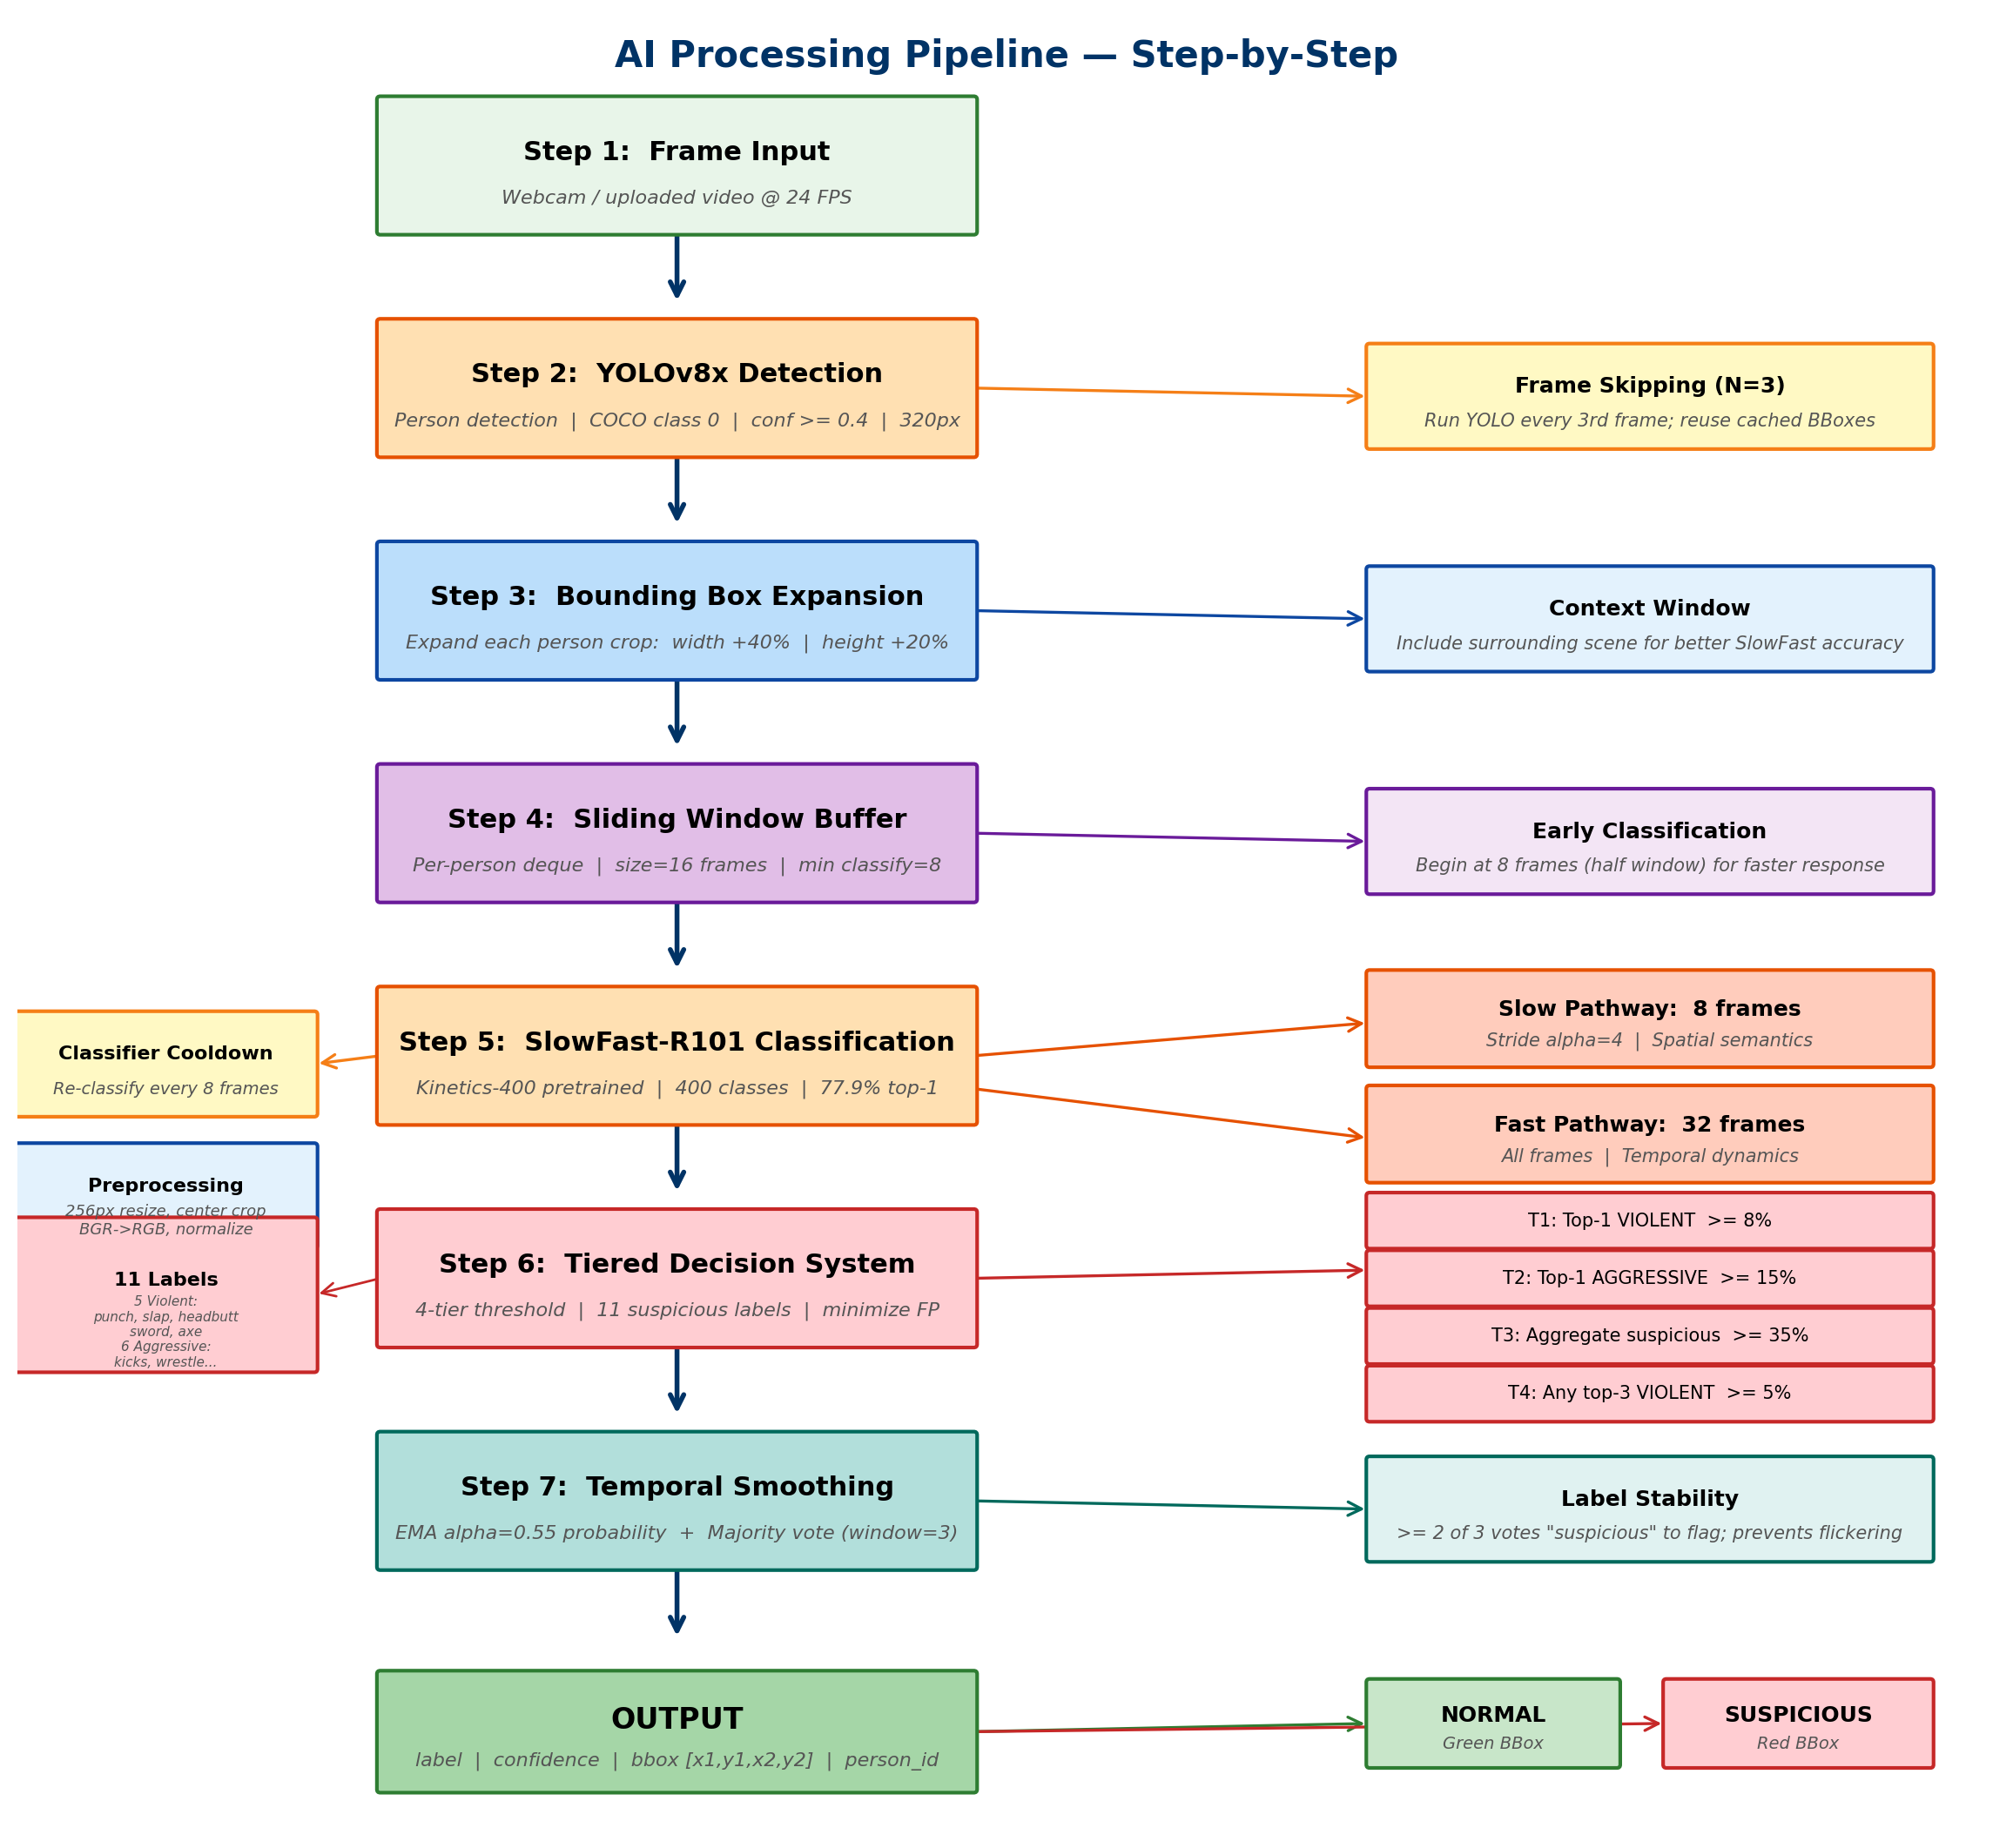 AI Processing Pipeline — Step-by-Step
Step 1: Frame Input
Webcam / uploaded video @ 24 FPS
Step 2: YOLOv8x Detection
Person detection | COCO class 0 | conf >= 0.4 | 320px
Frame Skipping (N=3)
Run YOLO every 3rd frame; reuse cached BBoxes
Step 3: Bounding Box Expansion
Expand each person crop: width +40% | height +20%
Context Window
Include surrounding scene for better SlowFast accuracy
Step 4: Sliding Window Buffer
Per-person deque | size=16 frames | min classify=8
Early Classification
Begin at 8 frames (half window) for faster response
Step 5: SlowFast-R101 Classification
Kinetics-400 pretrained | 400 classes | 77.9% top-1
Classifier Cooldown
Re-classify every 8 frames
Preprocessing
256px resize, center crop
BGR->RGB, normalize
Slow Pathway: 8 frames
Stride alpha=4 | Spatial semantics
Fast Pathway: 32 frames
All frames | Temporal dynamics
Step 6: Tiered Decision System
4-tier threshold | 11 suspicious labels | minimize FP
11 Labels
5 Violent:
punch, slap, headbutt
sword, axe
6 Aggressive:
kicks, wrestle...
T1: Top-1 VIOLENT >= 8%
T2: Top-1 AGGRESSIVE >= 15%
T3: Aggregate suspicious >= 35%
T4: Any top-3 VIOLENT >= 5%
Step 7: Temporal Smoothing
EMA alpha=0.55 probability + Majority vote (window=3)
Label Stability
>= 2 of 3 votes "suspicious" to flag; prevents flickering
OUTPUT
label | confidence | bbox [x1,y1,x2,y2] | person_id
NORMAL
Green BBox
SUSPICIOUS
Red BBox